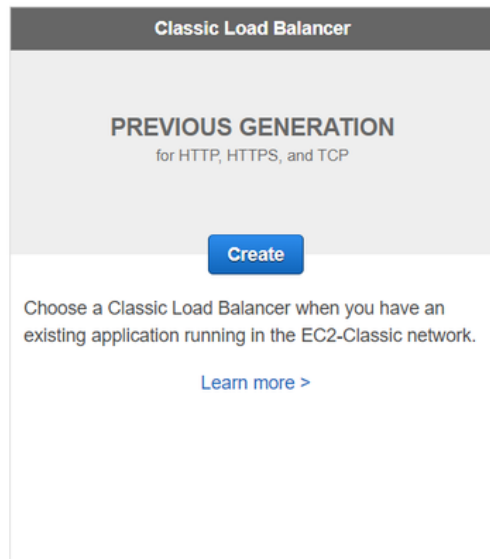 Classic Load Balancer
PREVIOUS GENERATION
for HTTP, HTTPS, and TCP
Create
Choose a Classic Load Balancer when you have an
existing application running in the EC2-Classic network.
Learn more >